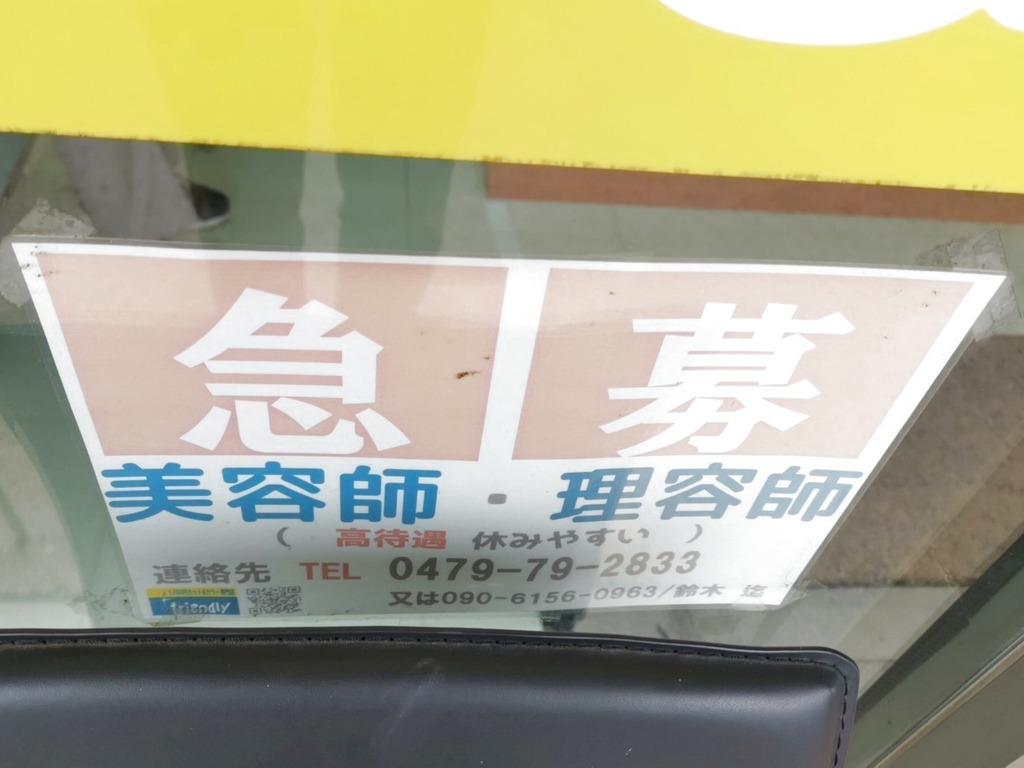 急募
美容師・理容師
( 高待遇 休みやすい )
連絡先 TEL 0479-79-2833
又は090-6156-0963/鈴木 迄
friendly